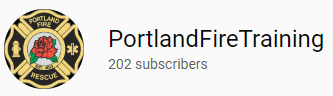 PORTLAND
FIRE
RESCUE
PortlandFireTraining
202 subscribers